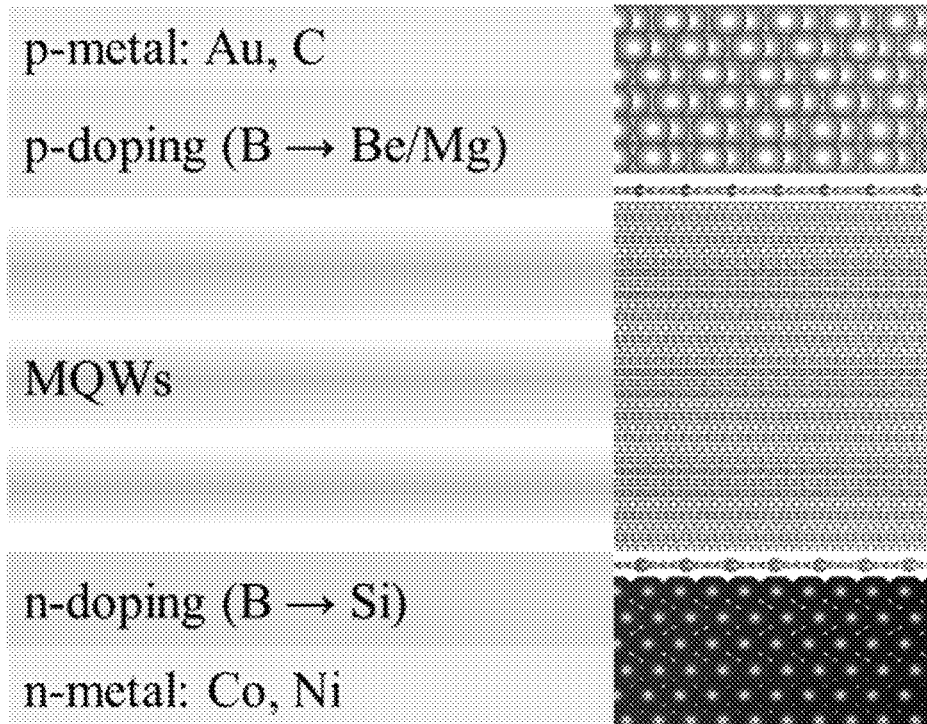 p-metal: Au, C
p-doping (B → Be/Mg)
MQWs
n-doping (B → Si)
n-metal: Co, Ni